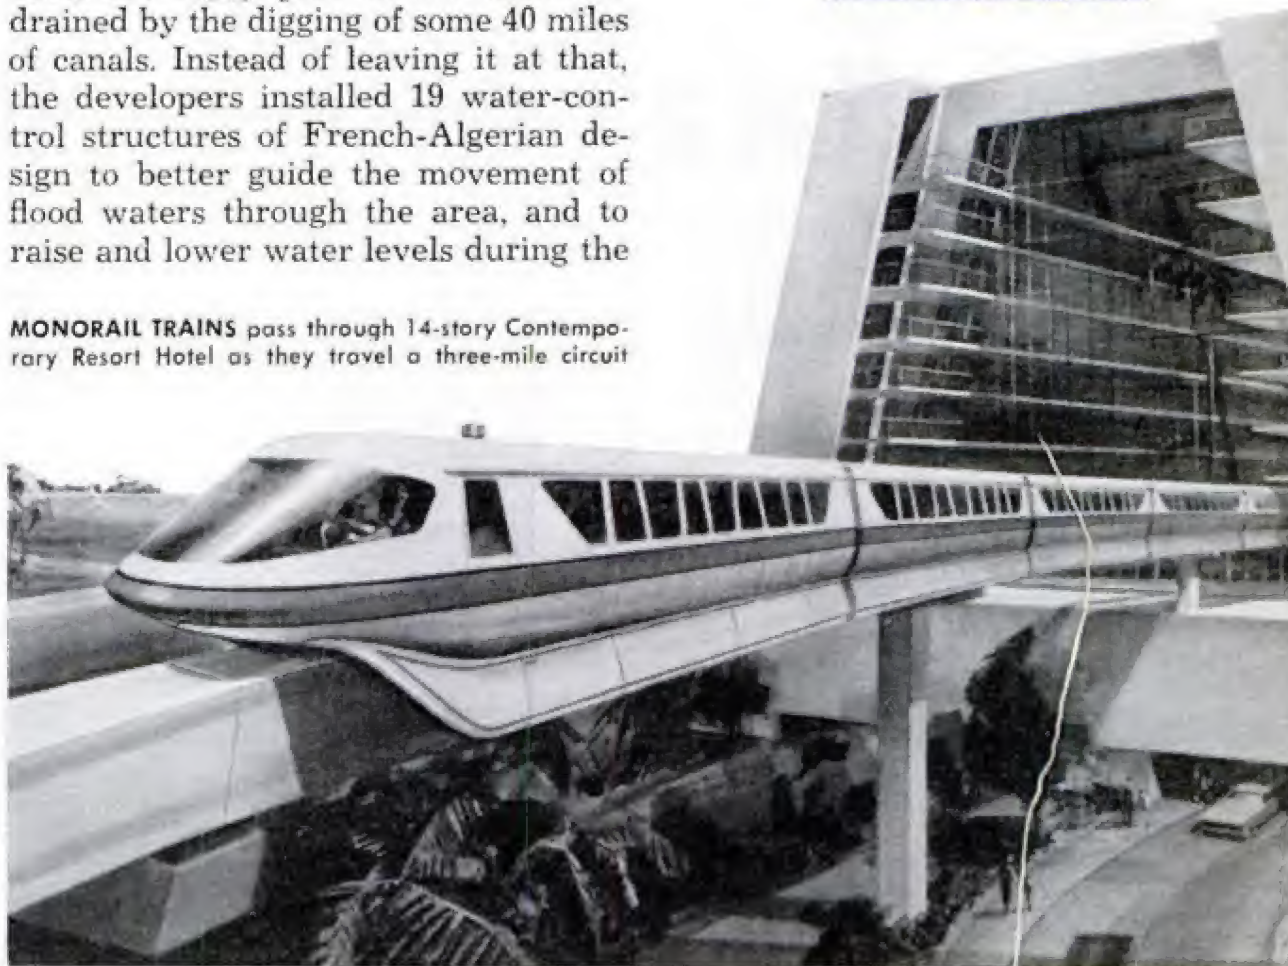 drained by the digging of some 40 miles
of canals. Instead of leaving it at that,
the developers installed 19 water-con-
trol structures of French-Algerian de-
sign to better guide the movement of
flood waters through the area, and to
raise and lower water levels during the
MONORAIL TRAINS pass through 14-story Contempo-
rary Resort Hotel as they travel a three-mile circuit